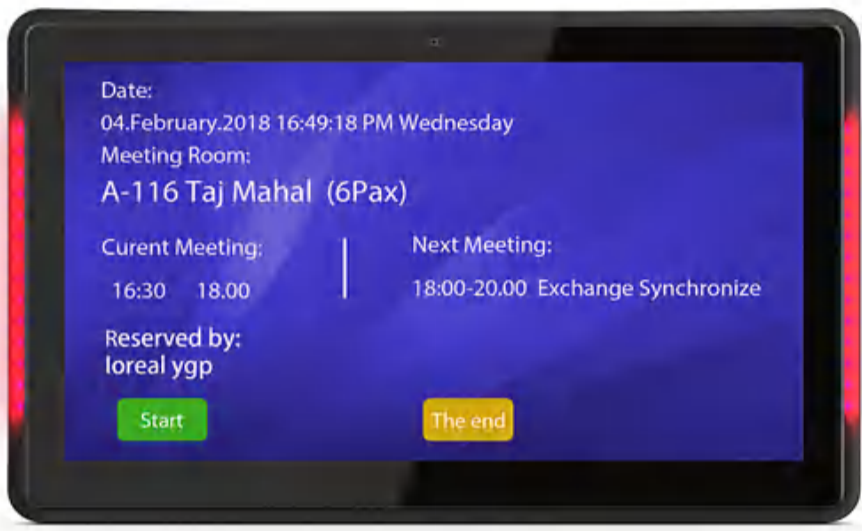 Date:
04.February.2018 16:49:18 PM Wednesday
Meeting Room:
A-116 Taj Mahal (6Pax)
Curent Meeting:
16:30 18.00
Next Meeting:
18:00-20.00 Exchange Synchronize
Reserved by:
loreal ygp
Start
The end